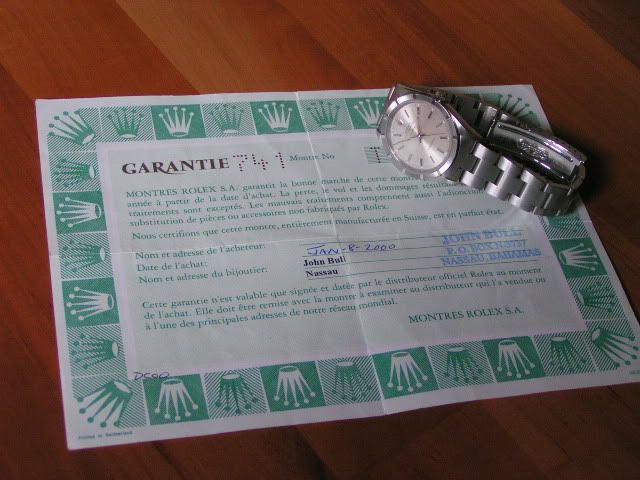 GARANTIE 741 Montre No
MONTRES ROLEX S.A. garantit la bonne marche de cette
année à partir de la date d'achat. La perte, le vol et les dommages
traitements sont exceptés. Les mauvais traitements comprennent aussi
substitution de pièces ou accessoires non fabriqués par Rolex.
Nous certifions que cette montre, entièrement manufacturée en Suisse, est en parfait état.
Nom et adresse de l'acheteur:
Date de l'achat: JAN-8-2000
Nom et adresse du bijoutier: John Bull
Nassau
JOHN BULL
P.O. BOX N-3737
NASSAU, BAHAMAS
Cette garantie n'est valable que signée et datée par le distributeur officiel Rolex au moment
de l'achat. Elle doit être remise avec la montre à examiner au distributeur qui l'a vendue ou
à l'une des principales adresses de notre réseau mondial.
MONTRES ROLEX S.A.
Printed in Switzerland